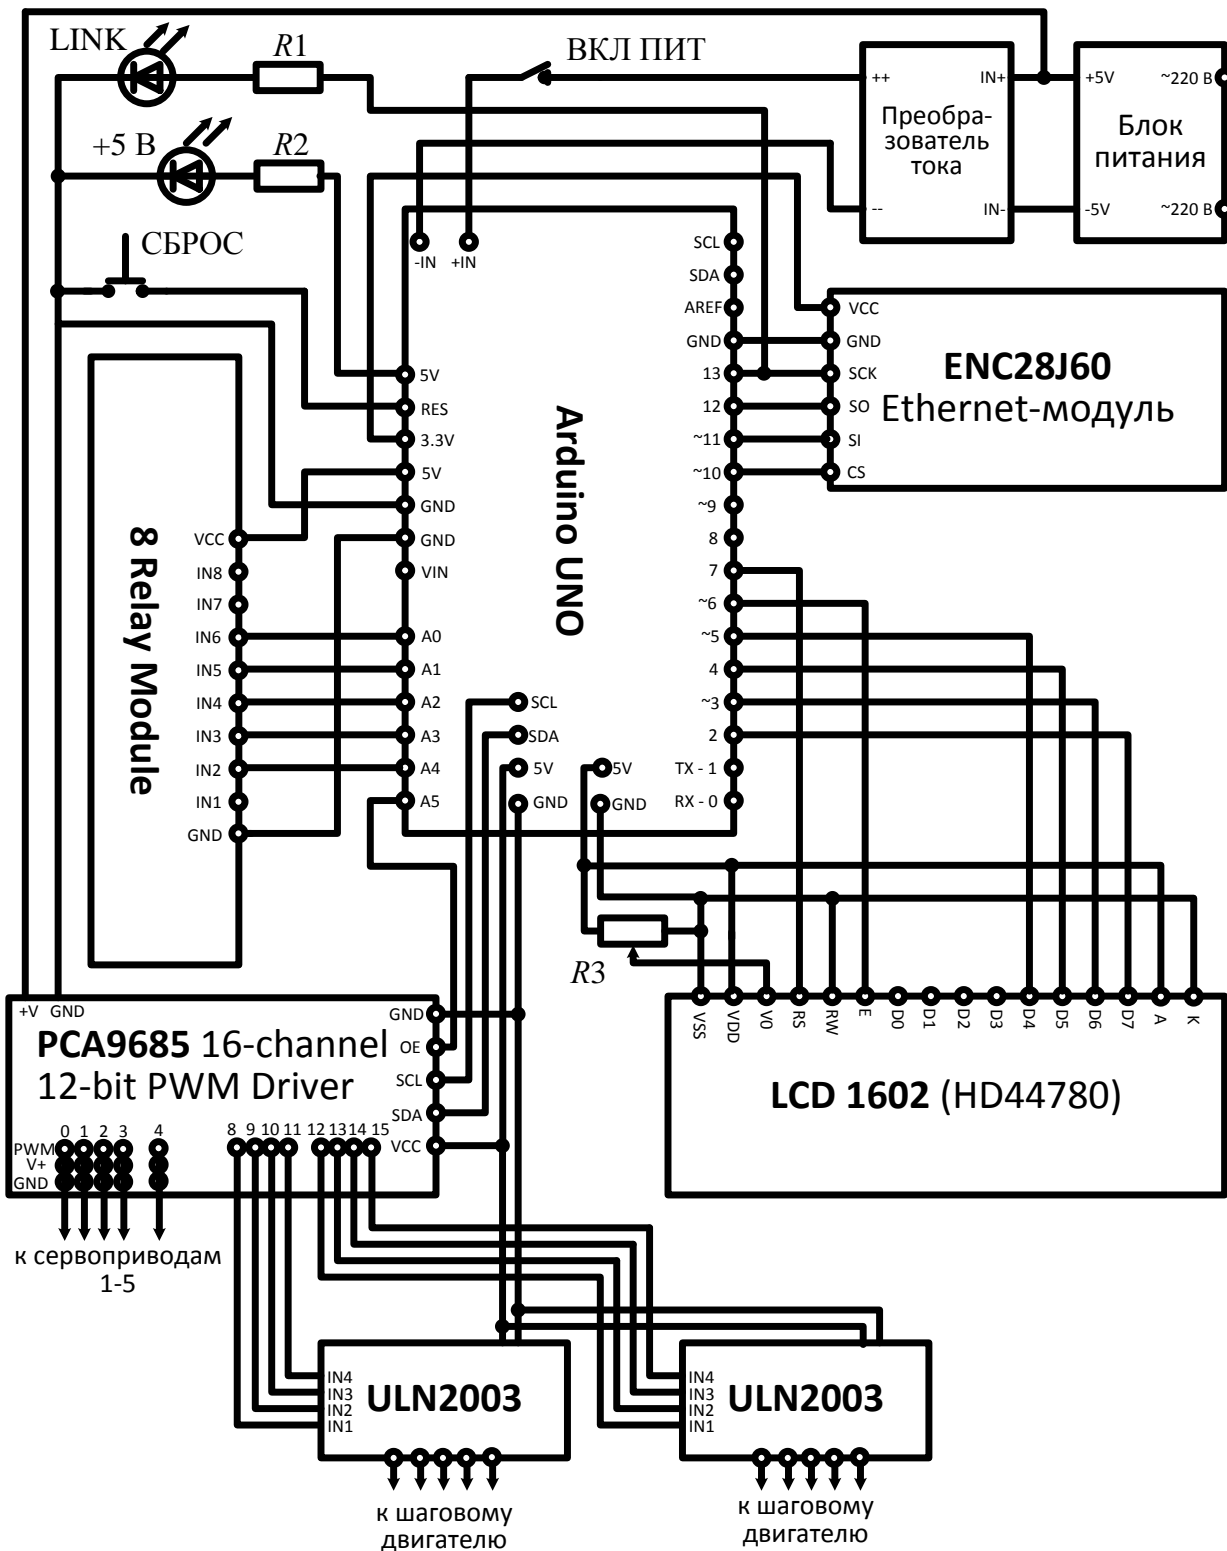 LINK
R1
ВКЛ ПИТ
++
IN+
--
IN-
Преобра-
зователь
тока
+5V
~220 В
-5V
~220 В
Блок
питания
+5 В
R2
СБРОС
-IN
+IN
5V
RES
3.3V
5V
GND
GND
VIN
A0
A1
A2
A3
A4
A5
Arduino UNO
SCL
SDA
AREF
GND
13
12
~11
~10
~9
8
7
~6
~5
4
~3
2
TX - 1
RX - 0
SCL
SDA
5V
GND
5V
GND
VCC
GND
SCK
SO
SI
CS
ENC28J60
Ethernet-модуль
8 Relay Module
VCC
IN8
IN7
IN6
IN5
IN4
IN3
IN2
IN1
GND
R3
VSS
VDD
V0
RS
RW
E
D0
D1
D2
D3
D4
D5
D6
D7
A
K
LCD 1602 (HD44780)
+V
GND
PCA9685 16-channel
12-bit PWM Driver
GND
OE
SCL
SDA
VCC
0 1 2 3 4
8 9 10 11 12 13 14 15
PWM
V+
GND
к сервоприводам
1-5
IN4
IN3
IN2
IN1
ULN2003
к шаговому
двигателю
IN4
IN3
IN2
IN1
ULN2003
к шаговому
двигателю